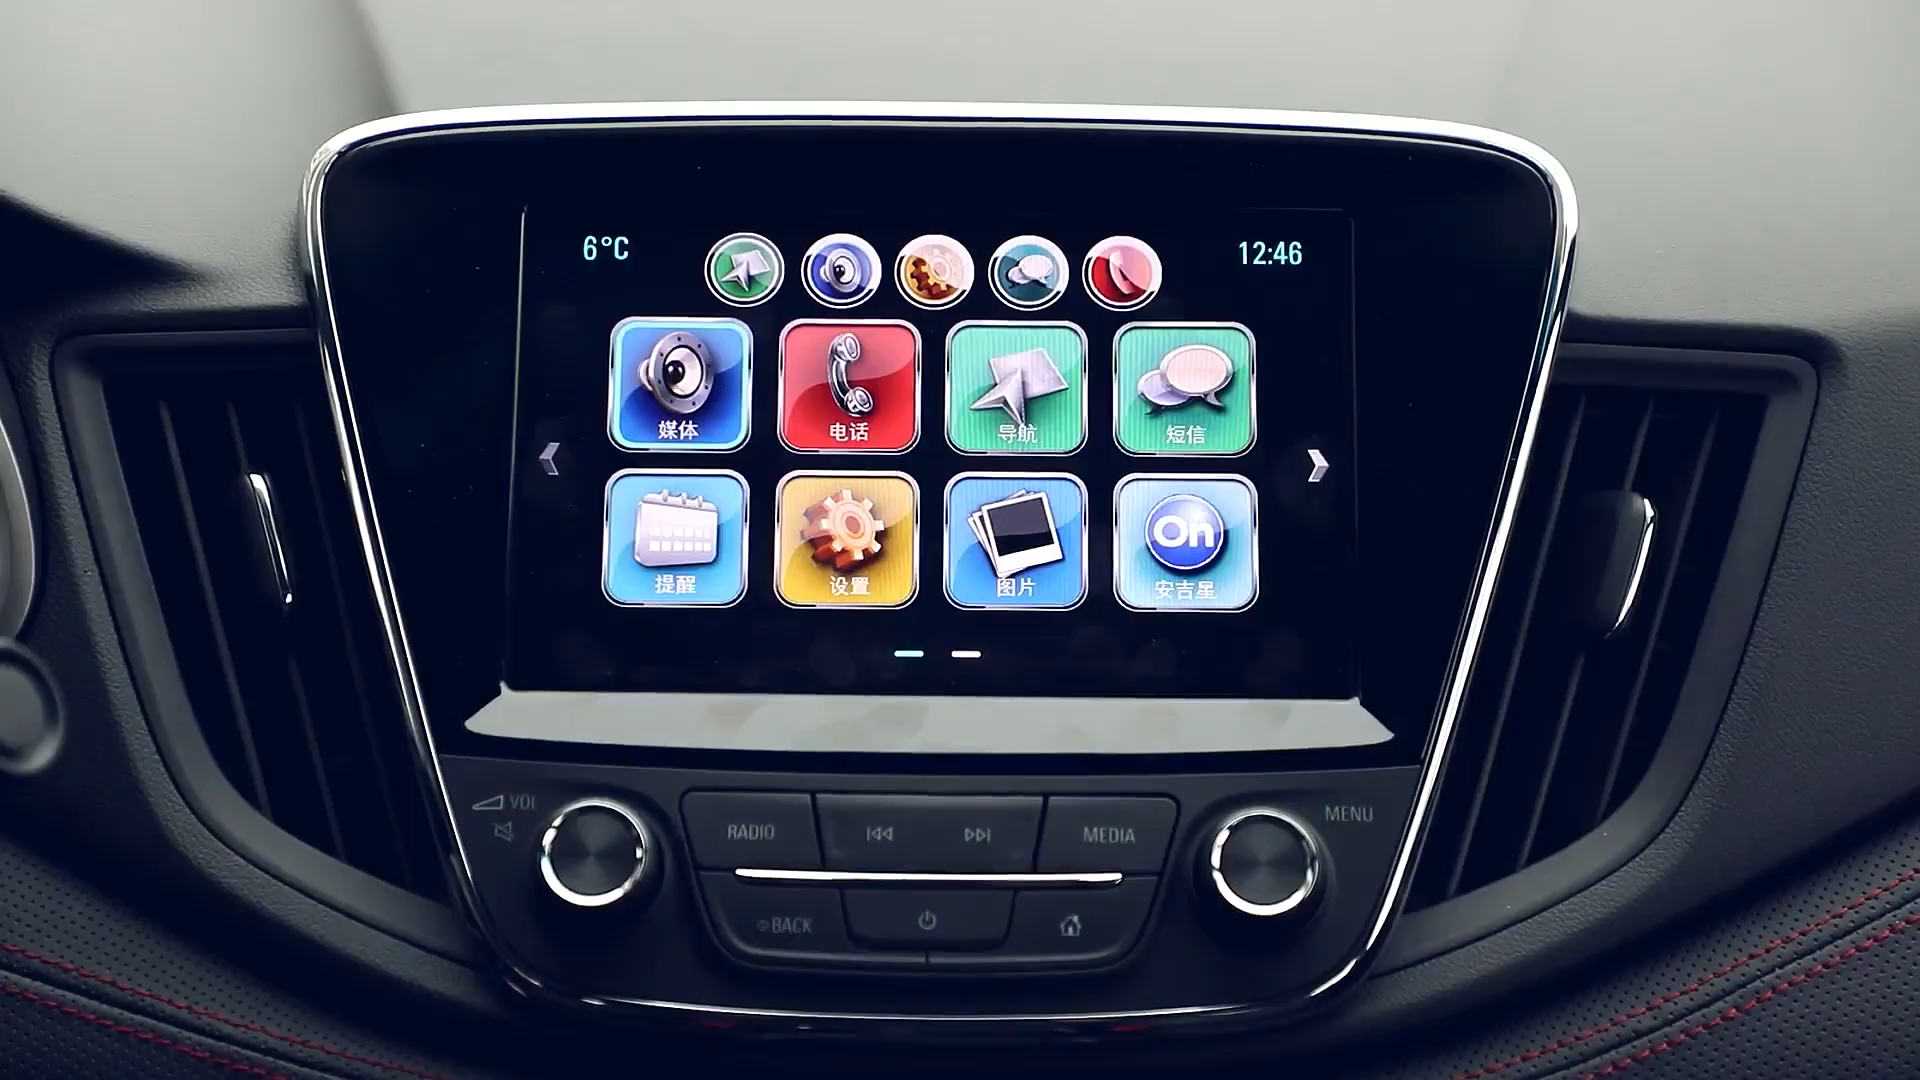 6°C 12:46
媒体 电话 导航 短信
提醒 设置 图片 On 安吉星
VOL MENU
RADIO MEDIA
BACK